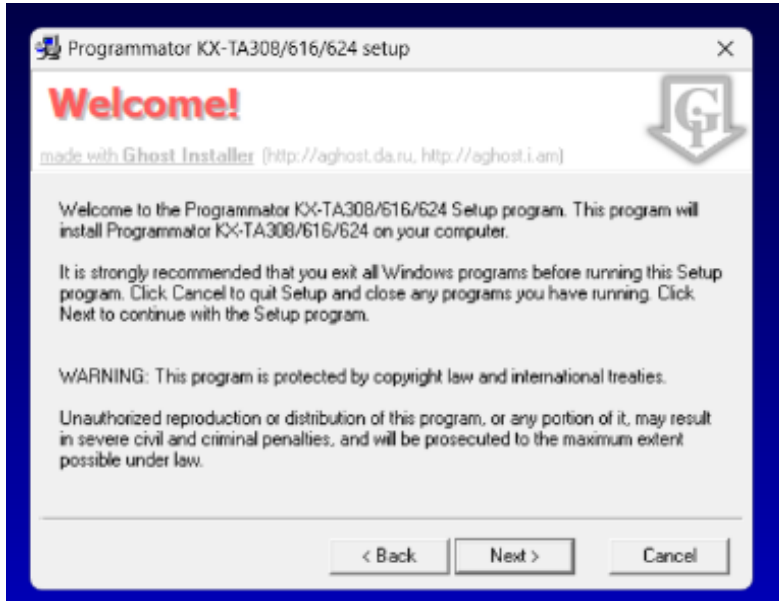 Programmator KX-TA308/616/624 setup
Welcome!
GI
made with Ghost Installer (http://aghost.da.ru, http://aghost.i.am)
Welcome to the Programmator KX-TA308/616/624 Setup program. This program will
install Programmator KX-TA308/616/624 on your computer.
It is strongly recommended that you exit all Windows programs before running this Setup
program. Click Cancel to quit Setup and close any programs you have running. Click
Next to continue with the Setup program.
WARNING: This program is protected by copyright law and international treaties.
Unauthorized reproduction or distribution of this program, or any portion of it, may result
in severe civil and criminal penalties, and will be prosecuted to the maximum extent
possible under law.
< Back Next > Cancel